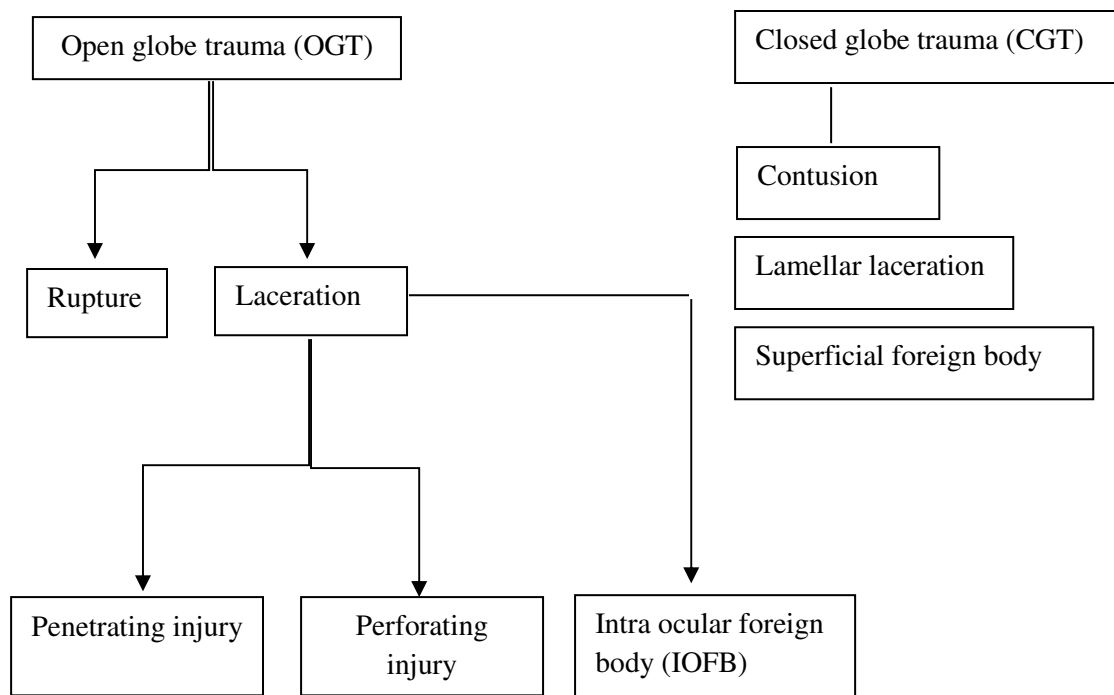 Open globe trauma (OGT)
Closed globe trauma (CGT)
Contusion
Lamellar laceration
Superficial foreign body
Rupture
Laceration
Penetrating injury
Perforating
injury
Intra ocular foreign
body (IOFB)